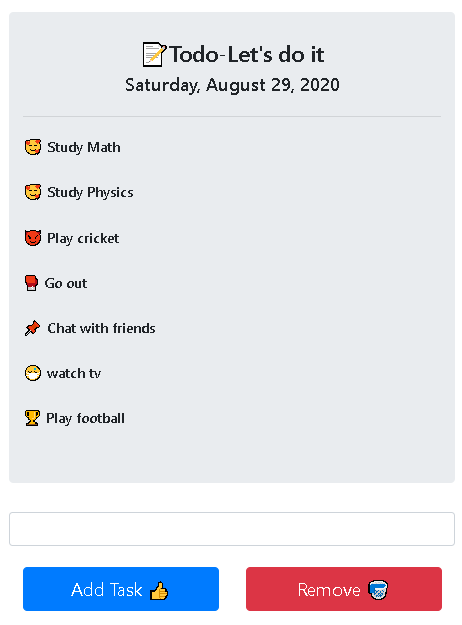 📝Todo-Let's do it
Saturday, August 29, 2020
🥰 Study Math
🥰 Study Physics
👿 Play cricket
🥊 Go out
📌 Chat with friends
😷 watch tv
🏆 Play football
Add Task 👍
Remove 🗑